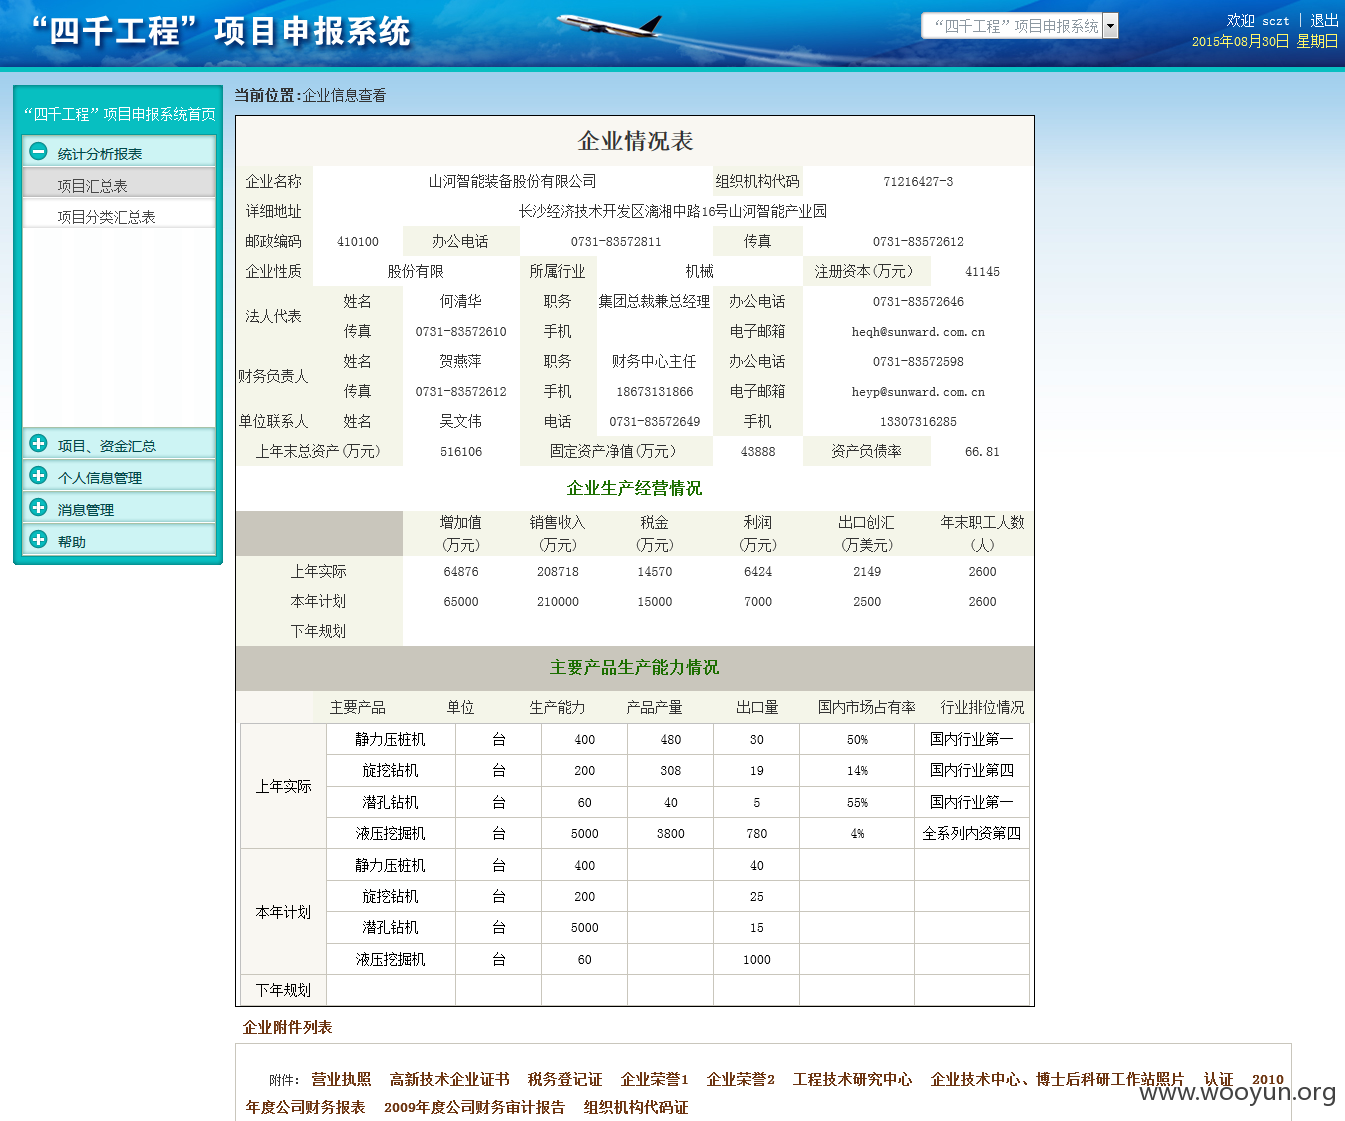 “四千工程”项目申报系统
“四千工程”项目申报系统
欢迎 sczt | 退出
2015年08月30日 星期日
“四千工程”项目申报系统首页
统计分析报表
项目汇总表
项目分类汇总表
项目、资金汇总
个人信息管理
消息管理
帮助
当前位置:企业信息查看
企业情况表
企业名称 山河智能装备股份有限公司 组织机构代码 71216427-3
详细地址 长沙经济技术开发区漓湘中路16号山河智能产业园
邮政编码 410100 办公电话 0731-83572811 传真 0731-83572612
企业性质 股份有限 所属行业 机械 注册资本(万元) 41145
法人代表 姓名 何清华 职务 集团总裁兼总经理 办公电话 0731-83572646
传真 0731-83572610 手机 电子邮箱 heqh@sunward.com.cn
财务负责人 姓名 贺燕萍 职务 财务中心主任 办公电话 0731-83572598
传真 0731-83572612 手机 18673131866 电子邮箱 heyp@sunward.com.cn
单位联系人 姓名 吴文伟 电话 0731-83572649 手机 13307316285
上年末总资产(万元) 516106 固定资产净值(万元) 43888 资产负债率 66.81
企业生产经营情况
增加值 销售收入 税金 利润 出口创汇 年末职工人数
(万元) (万元) (万元) (万元) (万美元) (人)
上年实际 64876 208718 14570 6424 2149 2600
本年计划 65000 210000 15000 7000 2500 2600
下年规划
主要产品生产能力情况
主要产品 单位 生产能力 产品产量 出口量 国内市场占有率 行业排位情况
上年实际 静力压桩机 台 400 480 30 50% 国内行业第一
旋挖钻机 台 200 308 19 14% 国内行业第四
潜孔钻机 台 60 40 5 55% 国内行业第一
液压挖掘机 台 5000 3800 780 4% 全系列内资第四
本年计划 静力压桩机 台 400 40
旋挖钻机 台 200 25
潜孔钻机 台 5000 15
液压挖掘机 台 60 1000
下年规划
企业附件列表
附件: 营业执照 高新技术企业证书 税务登记证 企业荣誉1 企业荣誉2 工程技术研究中心 企业技术中心、博士后科研工作站照片 认证 2010
年度公司财务报表 2009年度公司财务审计报告 组织机构代码证
www.wooyun.org